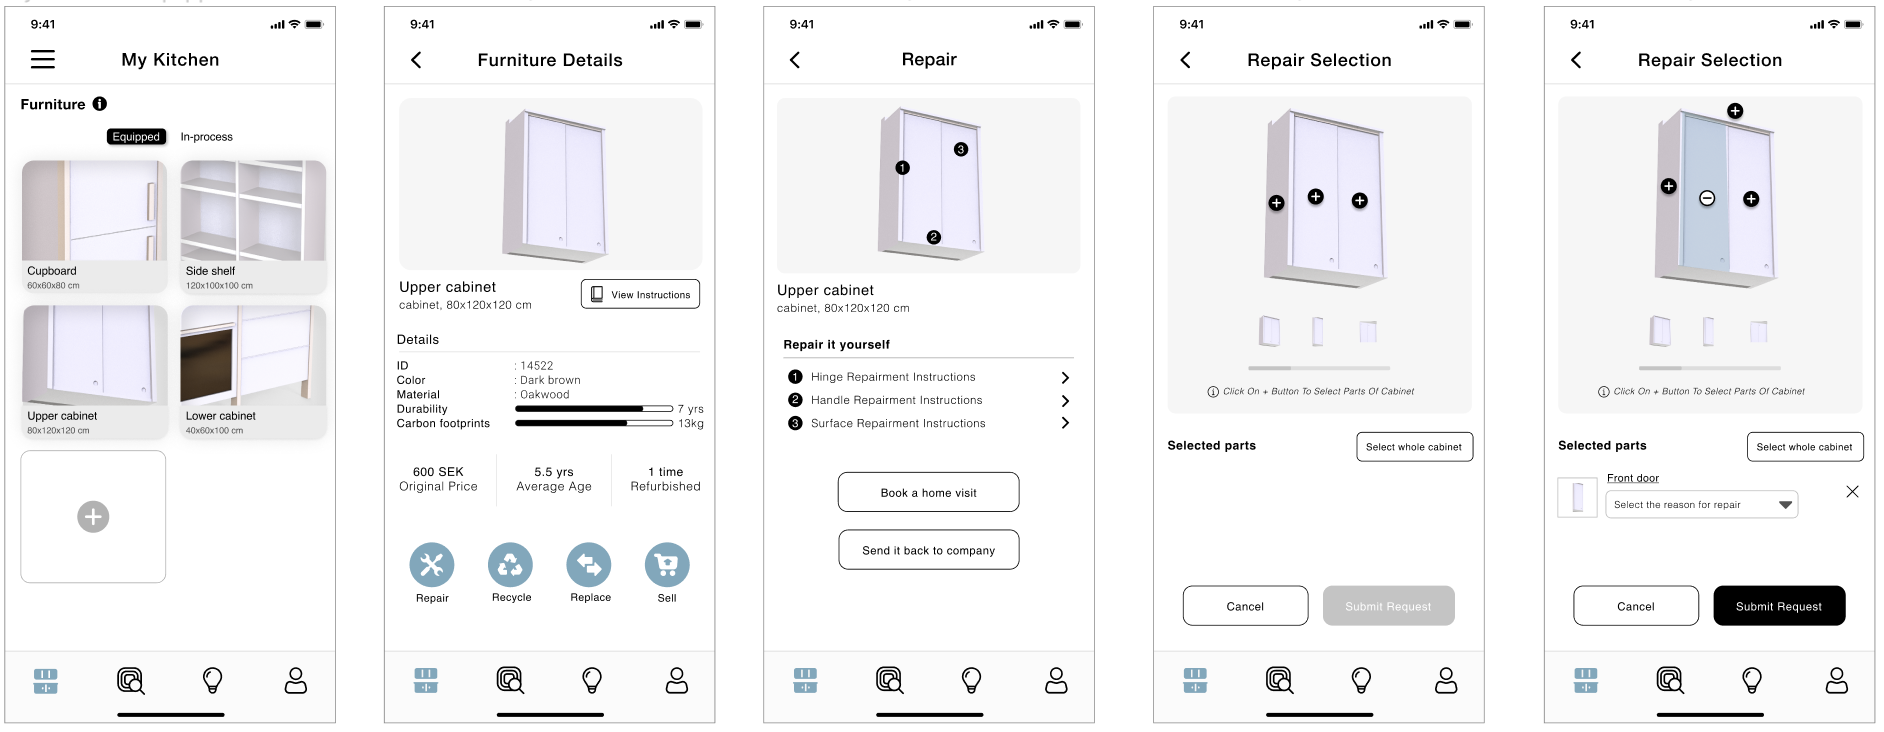 9:41
My Kitchen
Furniture
Equipped
In-process
Cupboard
60x60x80 cm
Side shelf
120x100x100 cm
Upper cabinet
80x120x120 cm
Lower cabinet
40x60x100 cm
9:41
Furniture Details
Upper cabinet
cabinet, 80x120x120 cm
View Instructions
Details
ID : 14522
Color : Dark brown
Material : Oakwood
Durability 7 yrs
Carbon footprints 13kg
600 SEK
Original Price
5.5 yrs
Average Age
1 time
Refurbished
Repair
Recycle
Replace
Sell
9:41
Repair
1
3
2
Upper cabinet
cabinet, 80x120x120 cm
Repair it yourself
1 Hinge Repairment Instructions
2 Handle Repairment Instructions
3 Surface Repairment Instructions
Book a home visit
Send it back to company
9:41
Repair Selection
Click On + Button To Select Parts Of Cabinet
Selected parts
Select whole cabinet
Cancel
Submit Request
9:41
Repair Selection
Click On + Button To Select Parts Of Cabinet
Selected parts
Select whole cabinet
Front door
Select the reason for repair
Cancel
Submit Request